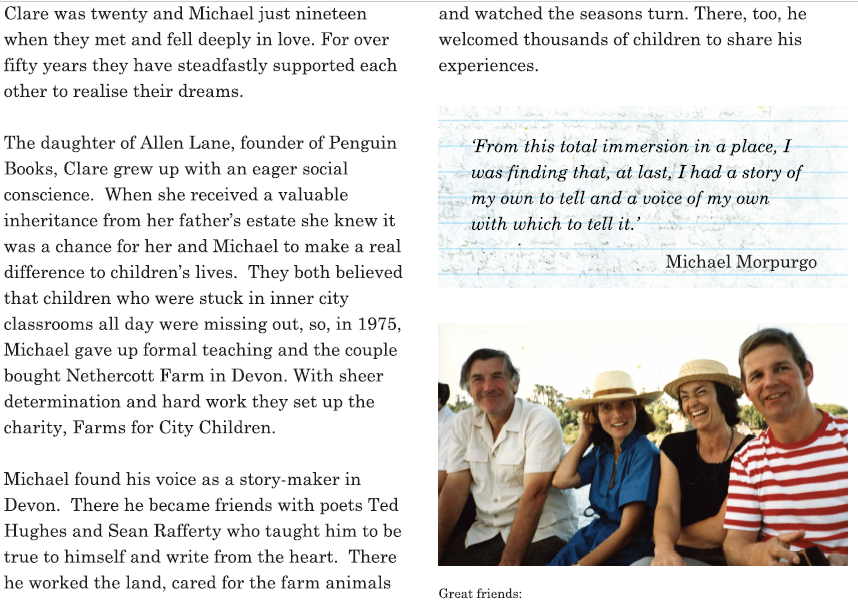 Clare was twenty and Michael just nineteen
when they met and fell deeply in love. For over
fifty years they have steadfastly supported each
other to realise their dreams.
The daughter of Allen Lane, founder of Penguin
Books, Clare grew up with an eager social
conscience.  When she received a valuable
inheritance from her father’s estate she knew it
was a chance for her and Michael to make a real
difference to children’s lives.  They both believed
that children who were stuck in inner city
classrooms all day were missing out, so, in 1975,
Michael gave up formal teaching and the couple
bought Nethercott Farm in Devon. With sheer
determination and hard work they set up the
charity, Farms for City Children.
Michael found his voice as a story-maker in
Devon.  There he became friends with poets Ted
Hughes and Sean Rafferty who taught him to be
true to himself and write from the heart.  There
he worked the land, cared for the farm animals
and watched the seasons turn. There, too, he
welcomed thousands of children to share his
experiences.
‘From this total immersion in a place, I
was finding that, at last, I had a story of
my own to tell and a voice of my own
with which to tell it.’
Michael Morpurgo
Great friends: